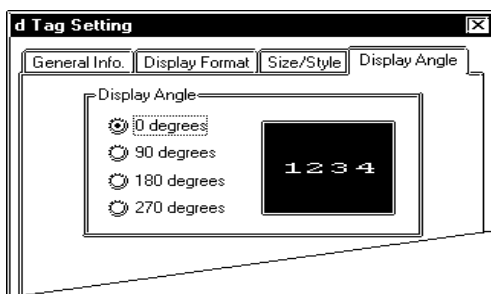 d Tag Setting
General Info. Display Format Size/Style Display Angle
Display Angle
0 degrees
90 degrees
180 degrees
270 degrees
1234